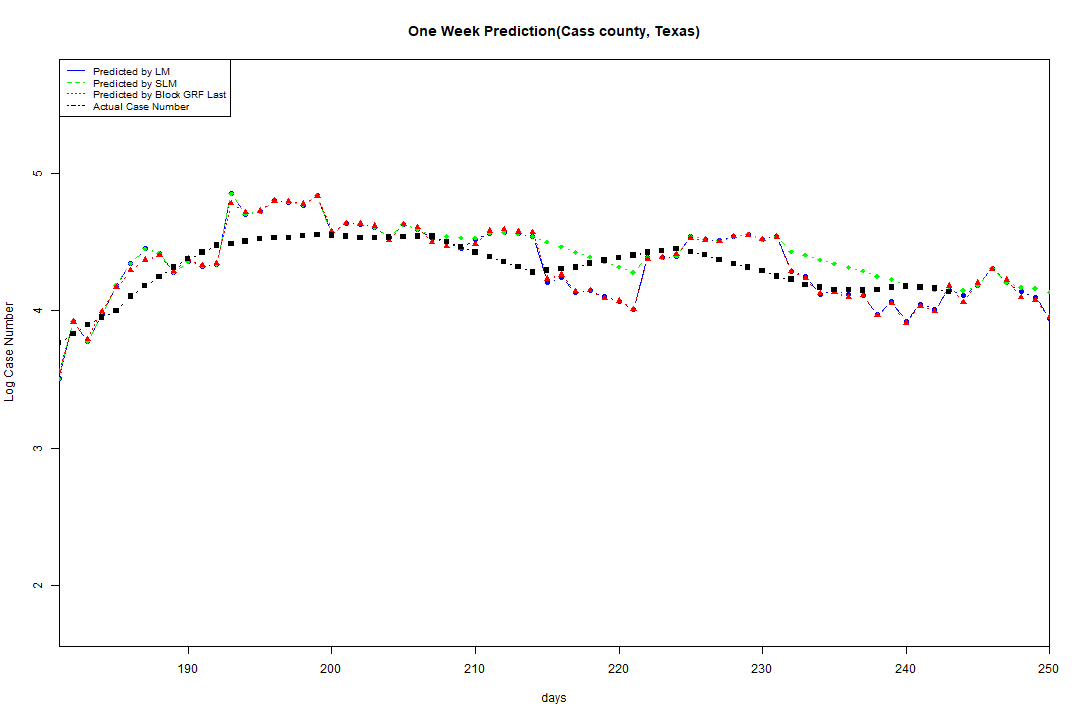 One Week Prediction(Cass county, Texas)
Predicted by LM
Predicted by SLM
Predicted by Block GRF Last
Actual Case Number
5
4
3
2
Log Case Number
190 200 210 220 230 240 250
days